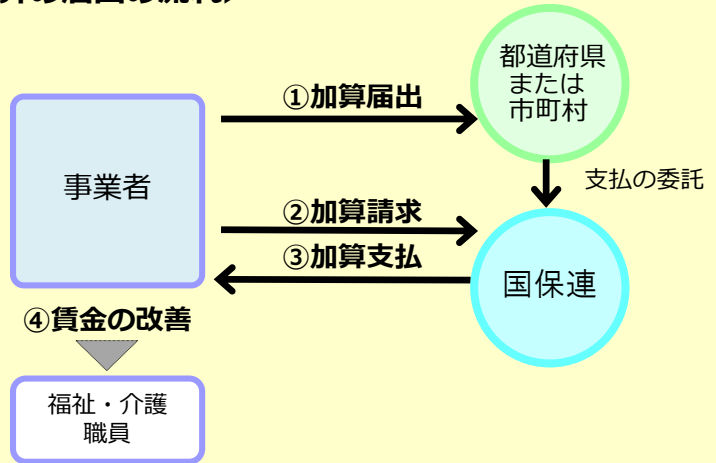 都道府県
または
市町村
①加算届出
事業者
支払の委託
②加算請求
③加算支払
国保連
④賃金の改善
福祉・介護
職員